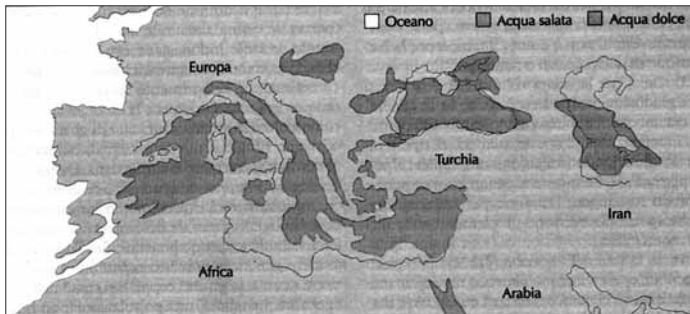 Oceano
Acqua salata
Acqua dolce
Europa
Turchia
Iran
Africa
Arabia